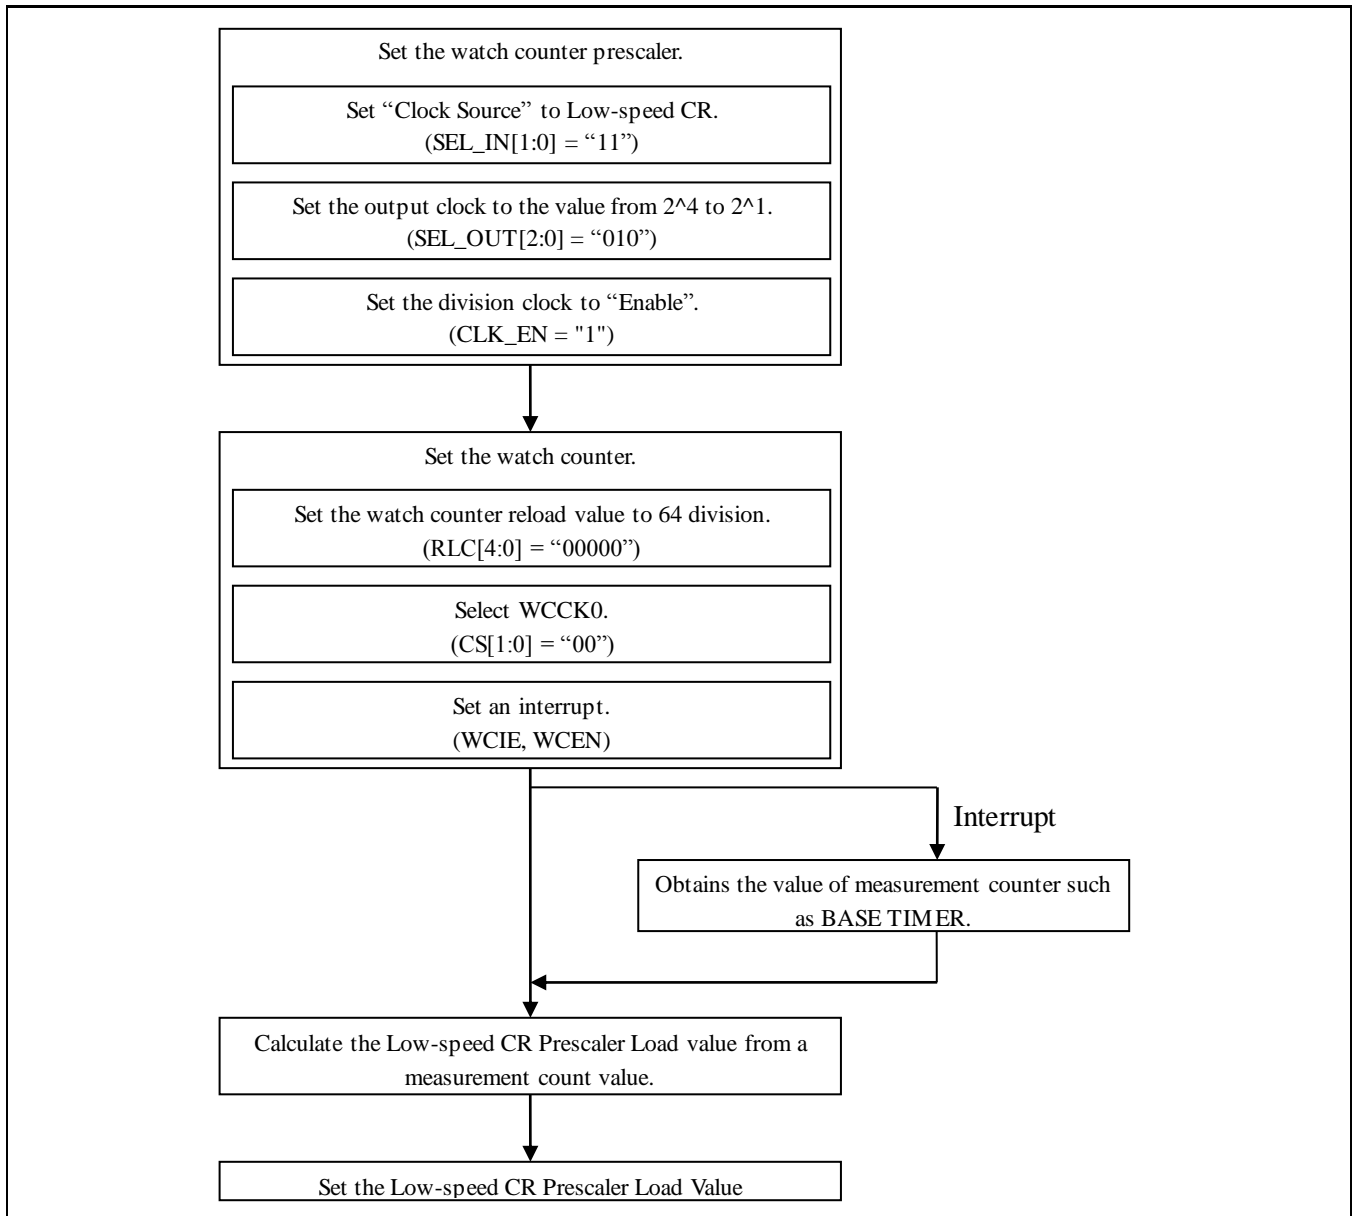 Set the watch counter prescaler.
Set “Clock Source” to Low-speed CR.
(SEL_IN[1:0] = “11”)
Set the output clock to the value from 2^4 to 2^1.
(SEL_OUT[2:0] = “010”)
Set the division clock to “Enable”.
(CLK_EN = "1")
Set the watch counter.
Set the watch counter reload value to 64 division.
(RLC[4:0] = “00000”)
Select WCCK0.
(CS[1:0] = “00”)
Set an interrupt.
(WCIE, WCEN)
Interrupt
Obtains the value of measurement counter such
as BASE TIMER.
Calculate the Low-speed CR Prescaler Load value from a
measurement count value.
Set the Low-speed CR Prescaler Load Value